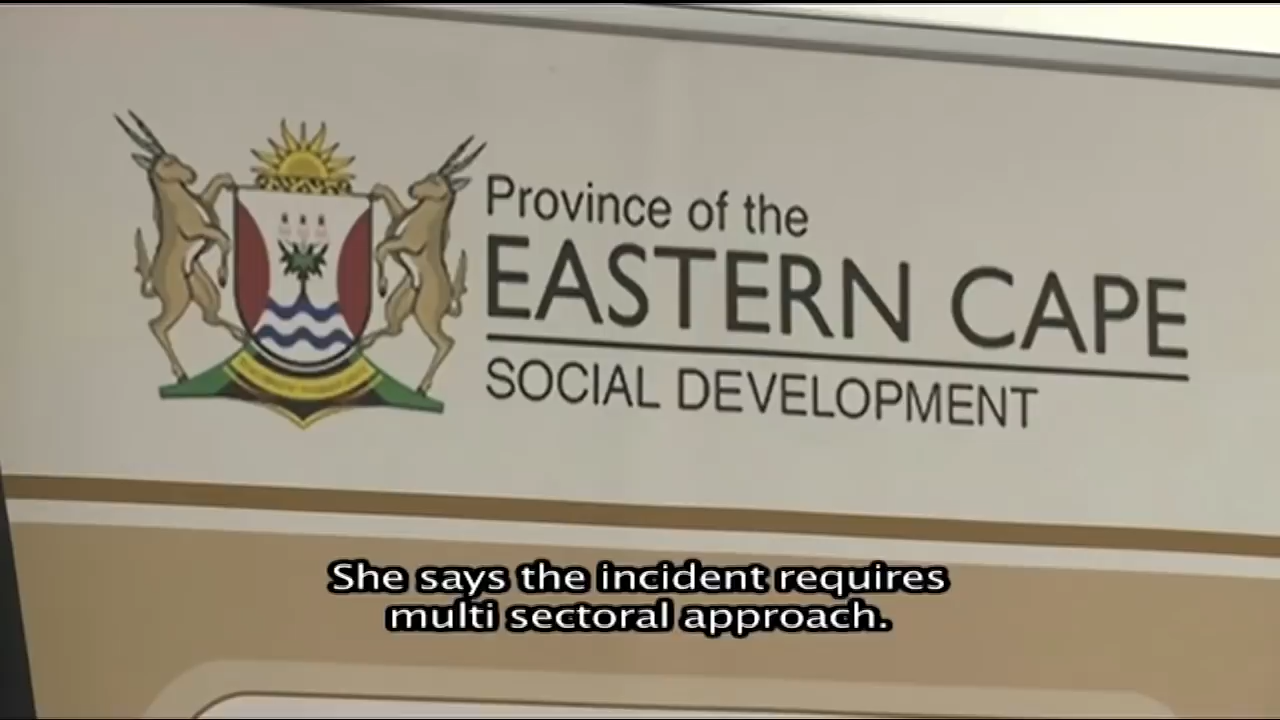 Province of the
EASTERN CAPE
SOCIAL DEVELOPMENT
She says the incident requires
multi sectoral approach.